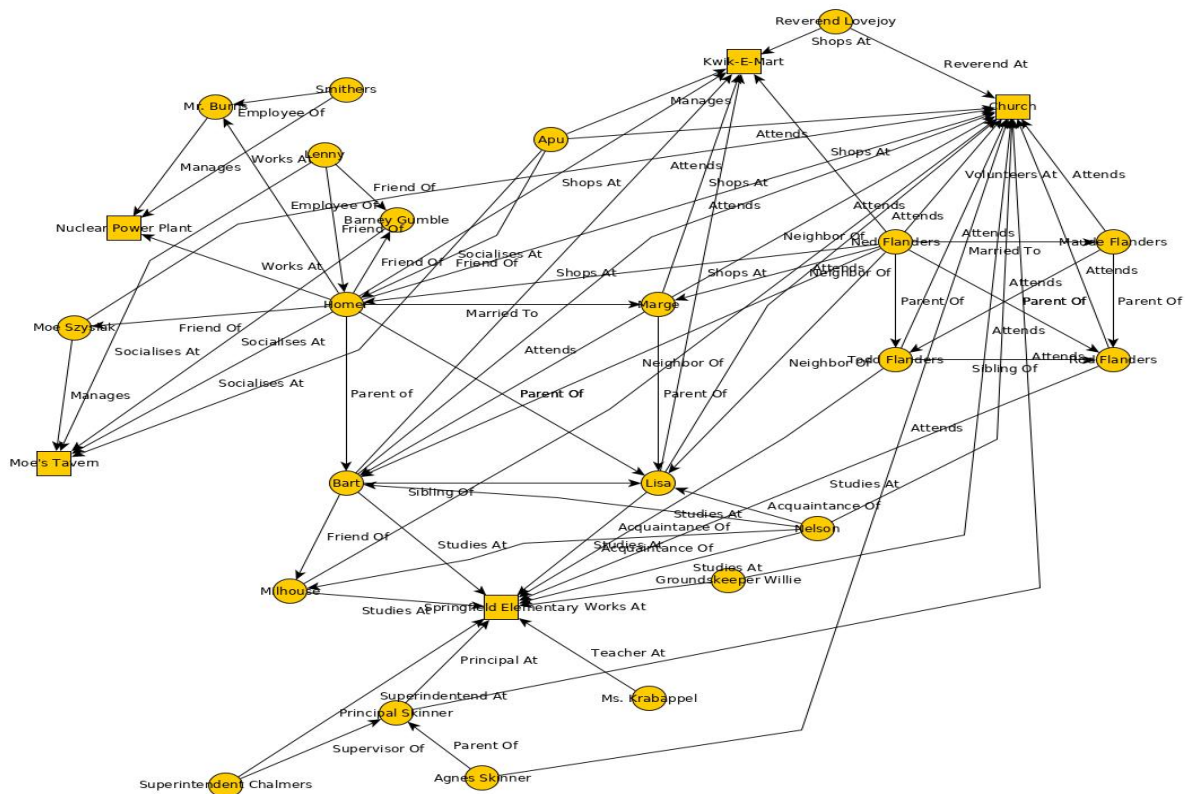 Reverend Lovejoy
Shops At
Kwik-E-Mart
Reverend At
Smithers
Mr. Burns
Employee Of
Manages
Church
Apu
Attends
Manages
Works At
Lenny
Attends
Shops At
Volunteers At
Attends
Friend Of
Shops At
Shops At
Employee Of
Attends
Attends
Barney Gumble
Attends
Nuclear Power Plant
Friend Of
Neighbor Of
Attends
Ned Flanders
Maude Flanders
Married To
Socialises At
Friend Of
Friend Of
Works At
Shops At
Shops At
Attends
Neighbor Of
Attends
Attends
Homer
Marge
Parent Of
Parent Of
Parent Of
Married To
Moe Szyslak
Friend Of
Attends
Socialises At
Attends
Socialises At
Neighbor Of
Neighbor Of
Todd Flanders
Attends
Rod Flanders
Sibling Of
Socialises At
Manages
Parent of
Parent Of
Parent Of
Attends
Moe's Tavern
Bart
Lisa
Studies At
Sibling Of
Acquaintance Of
Studies At
Acquaintance Of
Nelson
Friend Of
Studies At
Studies At
Acquaintance Of
Studies At
Groundskeeper Willie
Milhouse
Studies At
Springfield Elementary
Works At
Teacher At
Principal At
Superindentend At
Ms. Krabappel
Principal Skinner
Parent Of
Supervisor Of
Agnes Skinner
Superintendent Chalmers